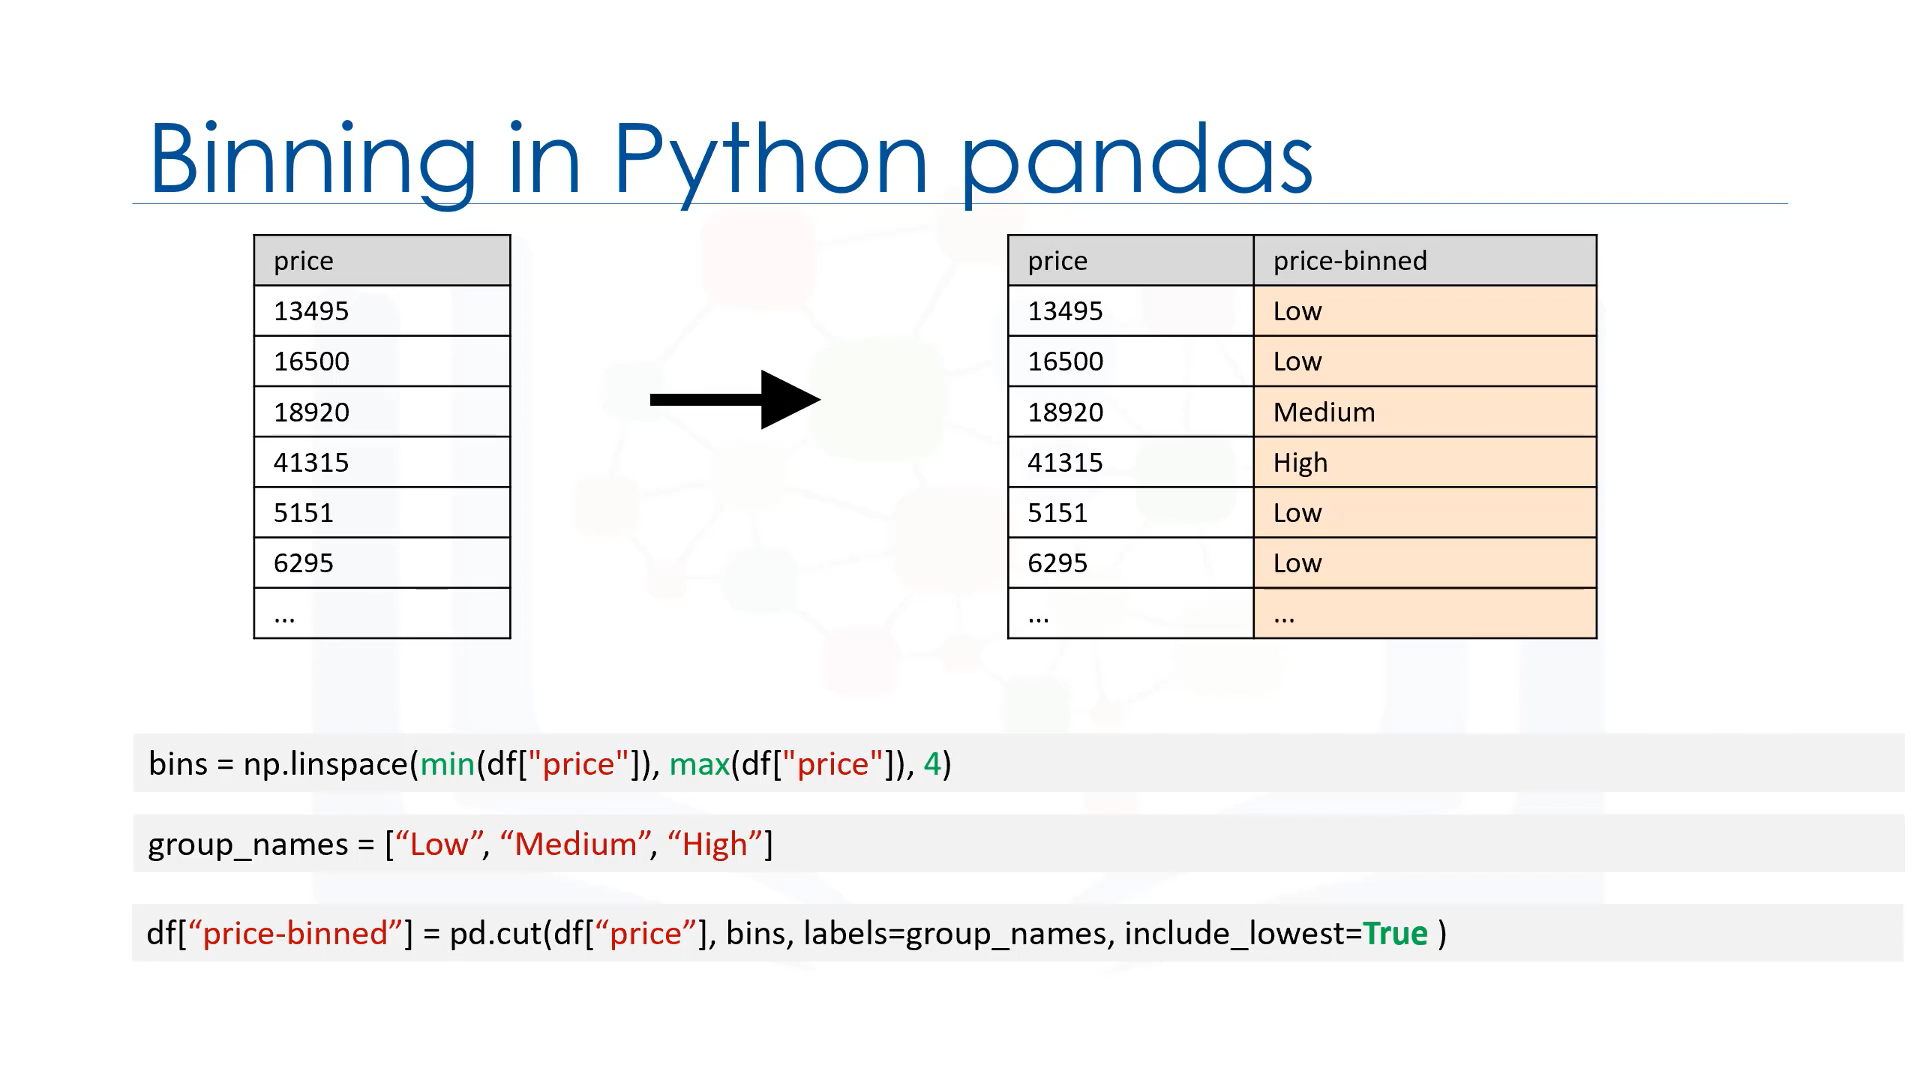 Binning in Python pandas
price
13495
16500
18920
41315
5151
6295
...
price price-binned
13495 Low
16500 Low
18920 Medium
41315 High
5151 Low
6295 Low
... ...
bins = np.linspace(min(df["price"]), max(df["price"]), 4)
group_names = [“Low”, “Medium”, “High”]
df[“price-binned”] = pd.cut(df[“price”], bins, labels=group_names, include_lowest=True )